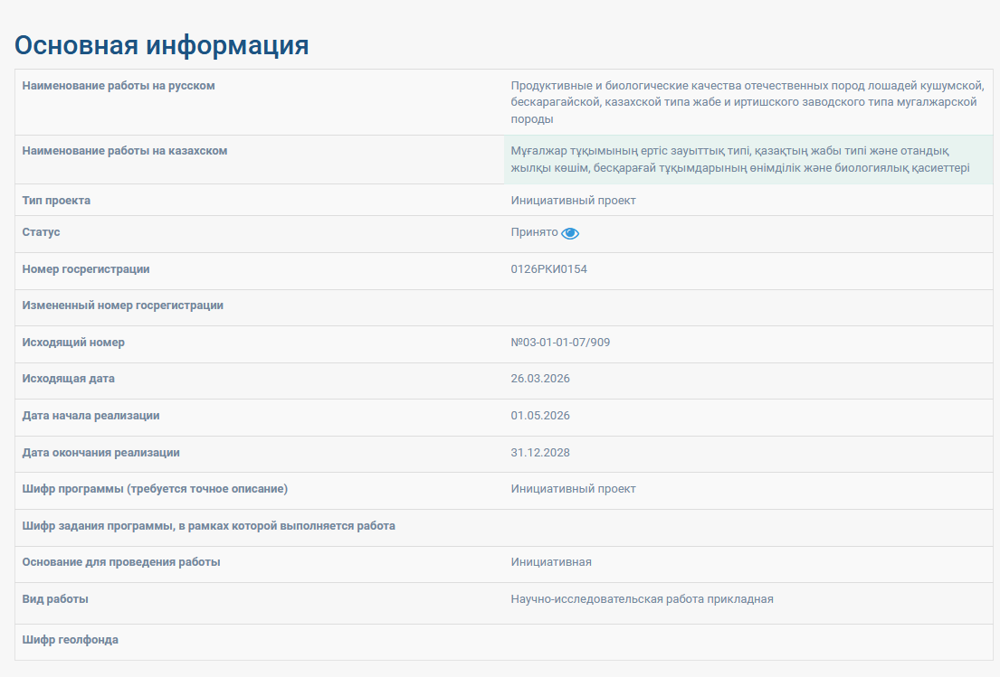 Основная информация
Наименование работы на русском
Продуктивные и биологические качества отечественных пород лошадей кушумской,
бескарагайской, казахской типа жабе и иртишского заводского типа мугалжарской
породы
Наименование работы на казахском
Мұғалжар тұқымының ертіс зауыттық типі, қазақтың жабы типі және отандық
жылқы көшім, бесқарағай тұқымдарының өнімділік және биологиялық қасиеттері
Тип проекта
Инициативный проект
Статус
Принято
Номер госрегистрации
0126РКИ0154
Измененный номер госрегистрации
Исходящий номер
№03-01-01-07/909
Исходящая дата
26.03.2026
Дата начала реализации
01.05.2026
Дата окончания реализации
31.12.2028
Шифр программы (требуется точное описание)
Инициативный проект
Шифр задания программы, в рамках которой выполняется работа
Основание для проведения работы
Инициативная
Вид работы
Научно-исследовательская работа прикладная
Шифр геолфонда